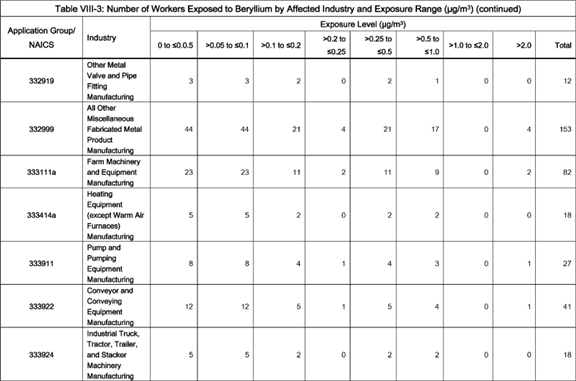 Table VIII-3: Number of Workers Exposed to Beryllium by Affected Industry and Exposure Range (µg/m³) (continued)
Application Group/ NAICS | Industry | Exposure Level (µg/m³)
0 to ≤0.0.5 | >0.05 to ≤0.1 | >0.1 to ≤0.2 | >0.2 to ≤0.25 | >0.25 to ≤0.5 | >0.5 to ≤1.0 | >1.0 to ≤2.0 | >2.0 | Total
332919 | Other Metal Valve and Pipe Fitting Manufacturing | 3 | 3 | 2 | 0 | 2 | 1 | 0 | 0 | 12
332999 | All Other Miscellaneous Fabricated Metal Product Manufacturing | 44 | 44 | 21 | 4 | 21 | 17 | 0 | 4 | 153
333111a | Farm Machinery and Equipment Manufacturing | 23 | 23 | 11 | 2 | 11 | 9 | 0 | 2 | 82
333414a | Heating Equipment (except Warm Air Furnaces) Manufacturing | 5 | 5 | 2 | 0 | 2 | 2 | 0 | 0 | 18
333911 | Pump and Pumping Equipment Manufacturing | 8 | 8 | 4 | 1 | 4 | 3 | 0 | 1 | 27
333922 | Conveyor and Conveying Equipment Manufacturing | 12 | 12 | 5 | 1 | 5 | 4 | 0 | 1 | 41
333924 | Industrial Truck, Tractor, Trailer, and Stacker Machinery Manufacturing | 5 | 5 | 2 | 0 | 2 | 2 | 0 | 0 | 18